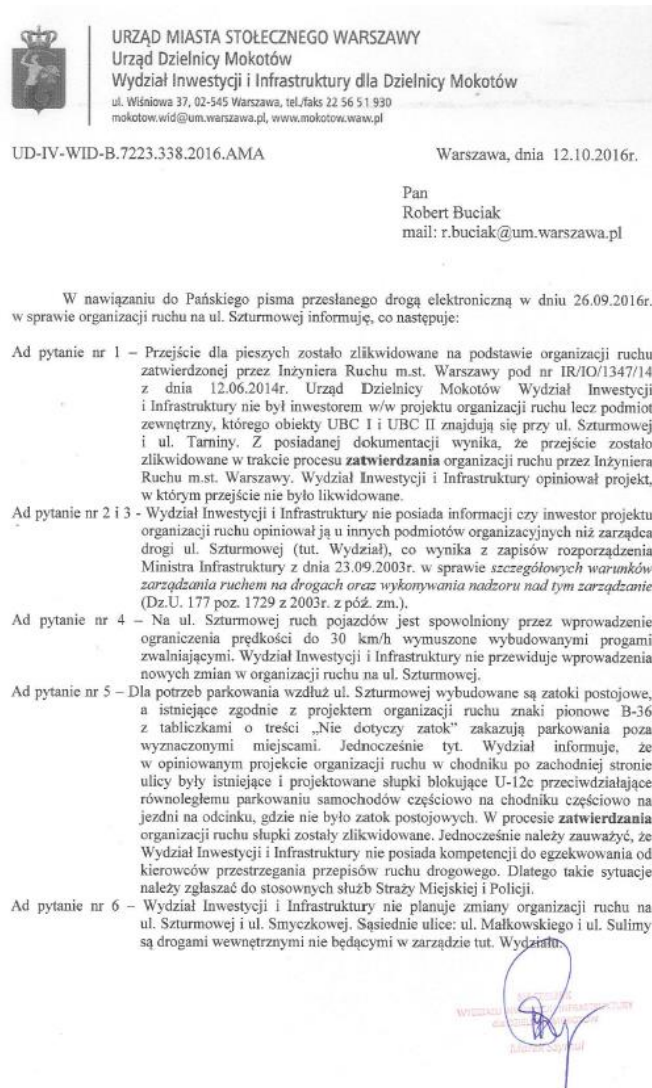 URZĄD MIASTA STOŁECZNEGO WARSZAWY
Urząd Dzielnicy Mokotów
Wydział Inwestycji i Infrastruktury dla Dzielnicy Mokotów
ul. Wiśniowa 37, 02-545 Warszawa, tel./faks 22 56 51 930
mokotow.wid@um.warszawa.pl, www.mokotow.waw.pl
UD-IV-WID-B.7223.338.2016.AMA Warszawa, dnia 12.10.2016r.
Pan
Robert Buciak
mail: r.buciak@um.warszawa.pl
W nawiązaniu do Pańskiego pisma przesłanego drogą elektroniczną w dniu 26.09.2016r.
w sprawie organizacji ruchu na ul. Szturmowej informuję, co następuje:
Ad pytanie nr 1 – Przejście dla pieszych zostało zlikwidowane na podstawie organizacji ruchu
zatwierdzonej przez Inżyniera Ruchu m.st. Warszawy pod nr IR/IO/1347/14
z dnia 12.06.2014r. Urząd Dzielnicy Mokotów Wydział Inwestycji
i Infrastruktury nie był inwestorem w/w projektu organizacji ruchu lecz podmiot
zewnętrzny, którego obiekty UBC I i UBC II znajdują się przy ul. Szturmowej
i ul. Tarniny. Z posiadanej dokumentacji wynika, że przejście zostało
zlikwidowane w trakcie procesu zatwierdzania organizacji ruchu przez Inżyniera
Ruchu m.st. Warszawy. Wydział Inwestycji i Infrastruktury opiniował projekt,
w którym przejście nie było likwidowane.
Ad pytanie nr 2 i 3 - Wydział Inwestycji i Infrastruktury nie posiada informacji czy inwestor projektu
organizacji ruchu opiniował ją u innych podmiotów organizacyjnych niż zarządca
drogi ul. Szturmowej (tut. Wydział), co wynika z zapisów rozporządzenia
Ministra Infrastruktury z dnia 23.09.2003r. w sprawie szczegółowych warunków
zarządzania ruchem na drogach oraz wykonywania nadzoru nad tym zarządzanie
(Dz.U. 177 poz. 1729 z 2003r. z póź. zm.).
Ad pytanie nr 4 – Na ul. Szturmowej ruch pojazdów jest spowolniony przez wprowadzenie
ograniczenia prędkości do 30 km/h wymuszone wybudowanymi progami
zwalniającymi. Wydział Inwestycji i Infrastruktury nie przewiduje wprowadzenia
nowych zmian w organizacji ruchu na ul. Szturmowej.
Ad pytanie nr 5 – Dla potrzeb parkowania wzdłuż ul. Szturmowej wybudowane są zatoki postojowe,
a istniejące zgodnie z projektem organizacji ruchu znaki pionowe B-36
z tabliczkami o treści „Nie dotyczy zatok” zakazują parkowania poza
wyznaczonymi miejscami. Jednocześnie tyt. Wydział informuje, że
w opiniowanym projekcie organizacji ruchu w chodniku po zachodniej stronie
ulicy były istniejące i projektowane słupki blokujące U-12c przeciwdziałające
równoległemu parkowaniu samochodów częściowo na chodniku częściowo na
jezdni na odcinku, gdzie nie było zatok postojowych. W procesie zatwierdzania
organizacji ruchu słupki zostały zlikwidowane. Jednocześnie należy zauważyć, że
Wydział Inwestycji i Infrastruktury nie posiada kompetencji do egzekwowania od
kierowców przestrzegania przepisów ruchu drogowego. Dlatego takie sytuacje
należy zgłaszać do stosownych służb Straży Miejskiej i Policji.
Ad pytanie nr 6 – Wydział Inwestycji i Infrastruktury nie planuje zmiany organizacji ruchu na
ul. Szturmowej i ul. Smyczkowej. Sąsiednie ulice: ul. Małkowskiego i ul. Sulimy
są drogami wewnętrznymi nie będącymi w zarządzie tut. Wydziału.